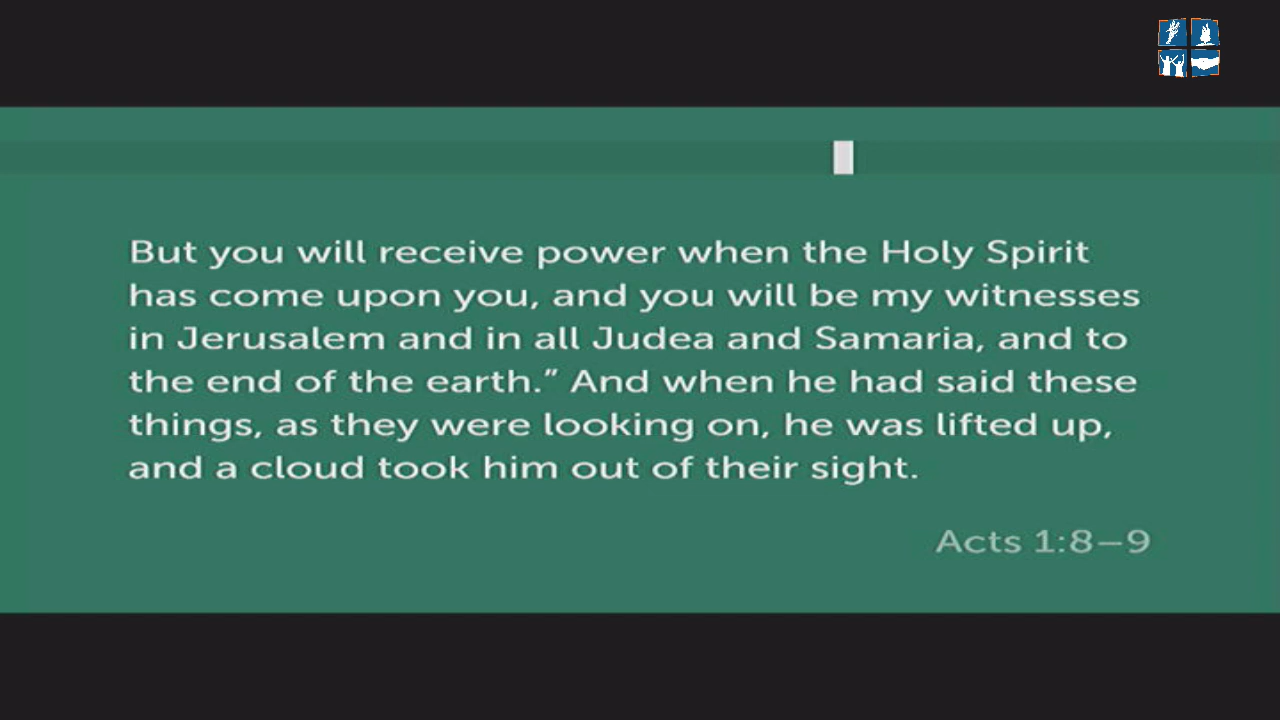 But you will receive power when the Holy Spirit
has come upon you, and you will be my witnesses
in Jerusalem and in all Judea and Samaria, and to
the end of the earth.” And when he had said these
things, as they were looking on, he was lifted up,
and a cloud took him out of their sight.
Acts 1:8–9